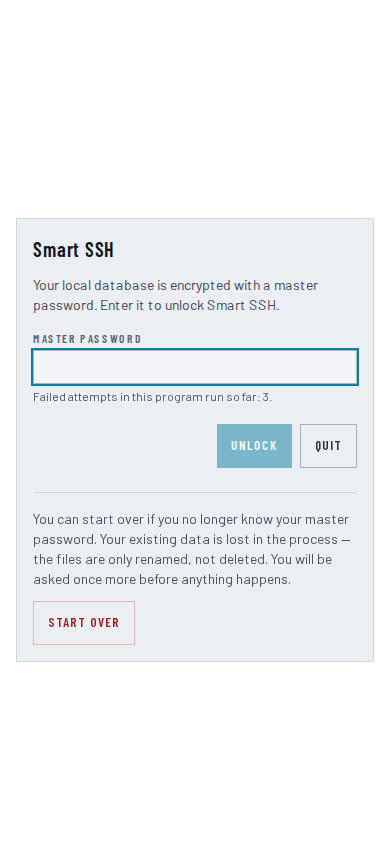 Smart SSH
Your local database is encrypted with a master
password. Enter it to unlock Smart SSH.
MASTER PASSWORD
Failed attempts in this program run so far: 3.
UNLOCK
QUIT
You can start over if you no longer know your master
password. Your existing data is lost in the process —
the files are only renamed, not deleted. You will be
asked once more before anything happens.
START OVER